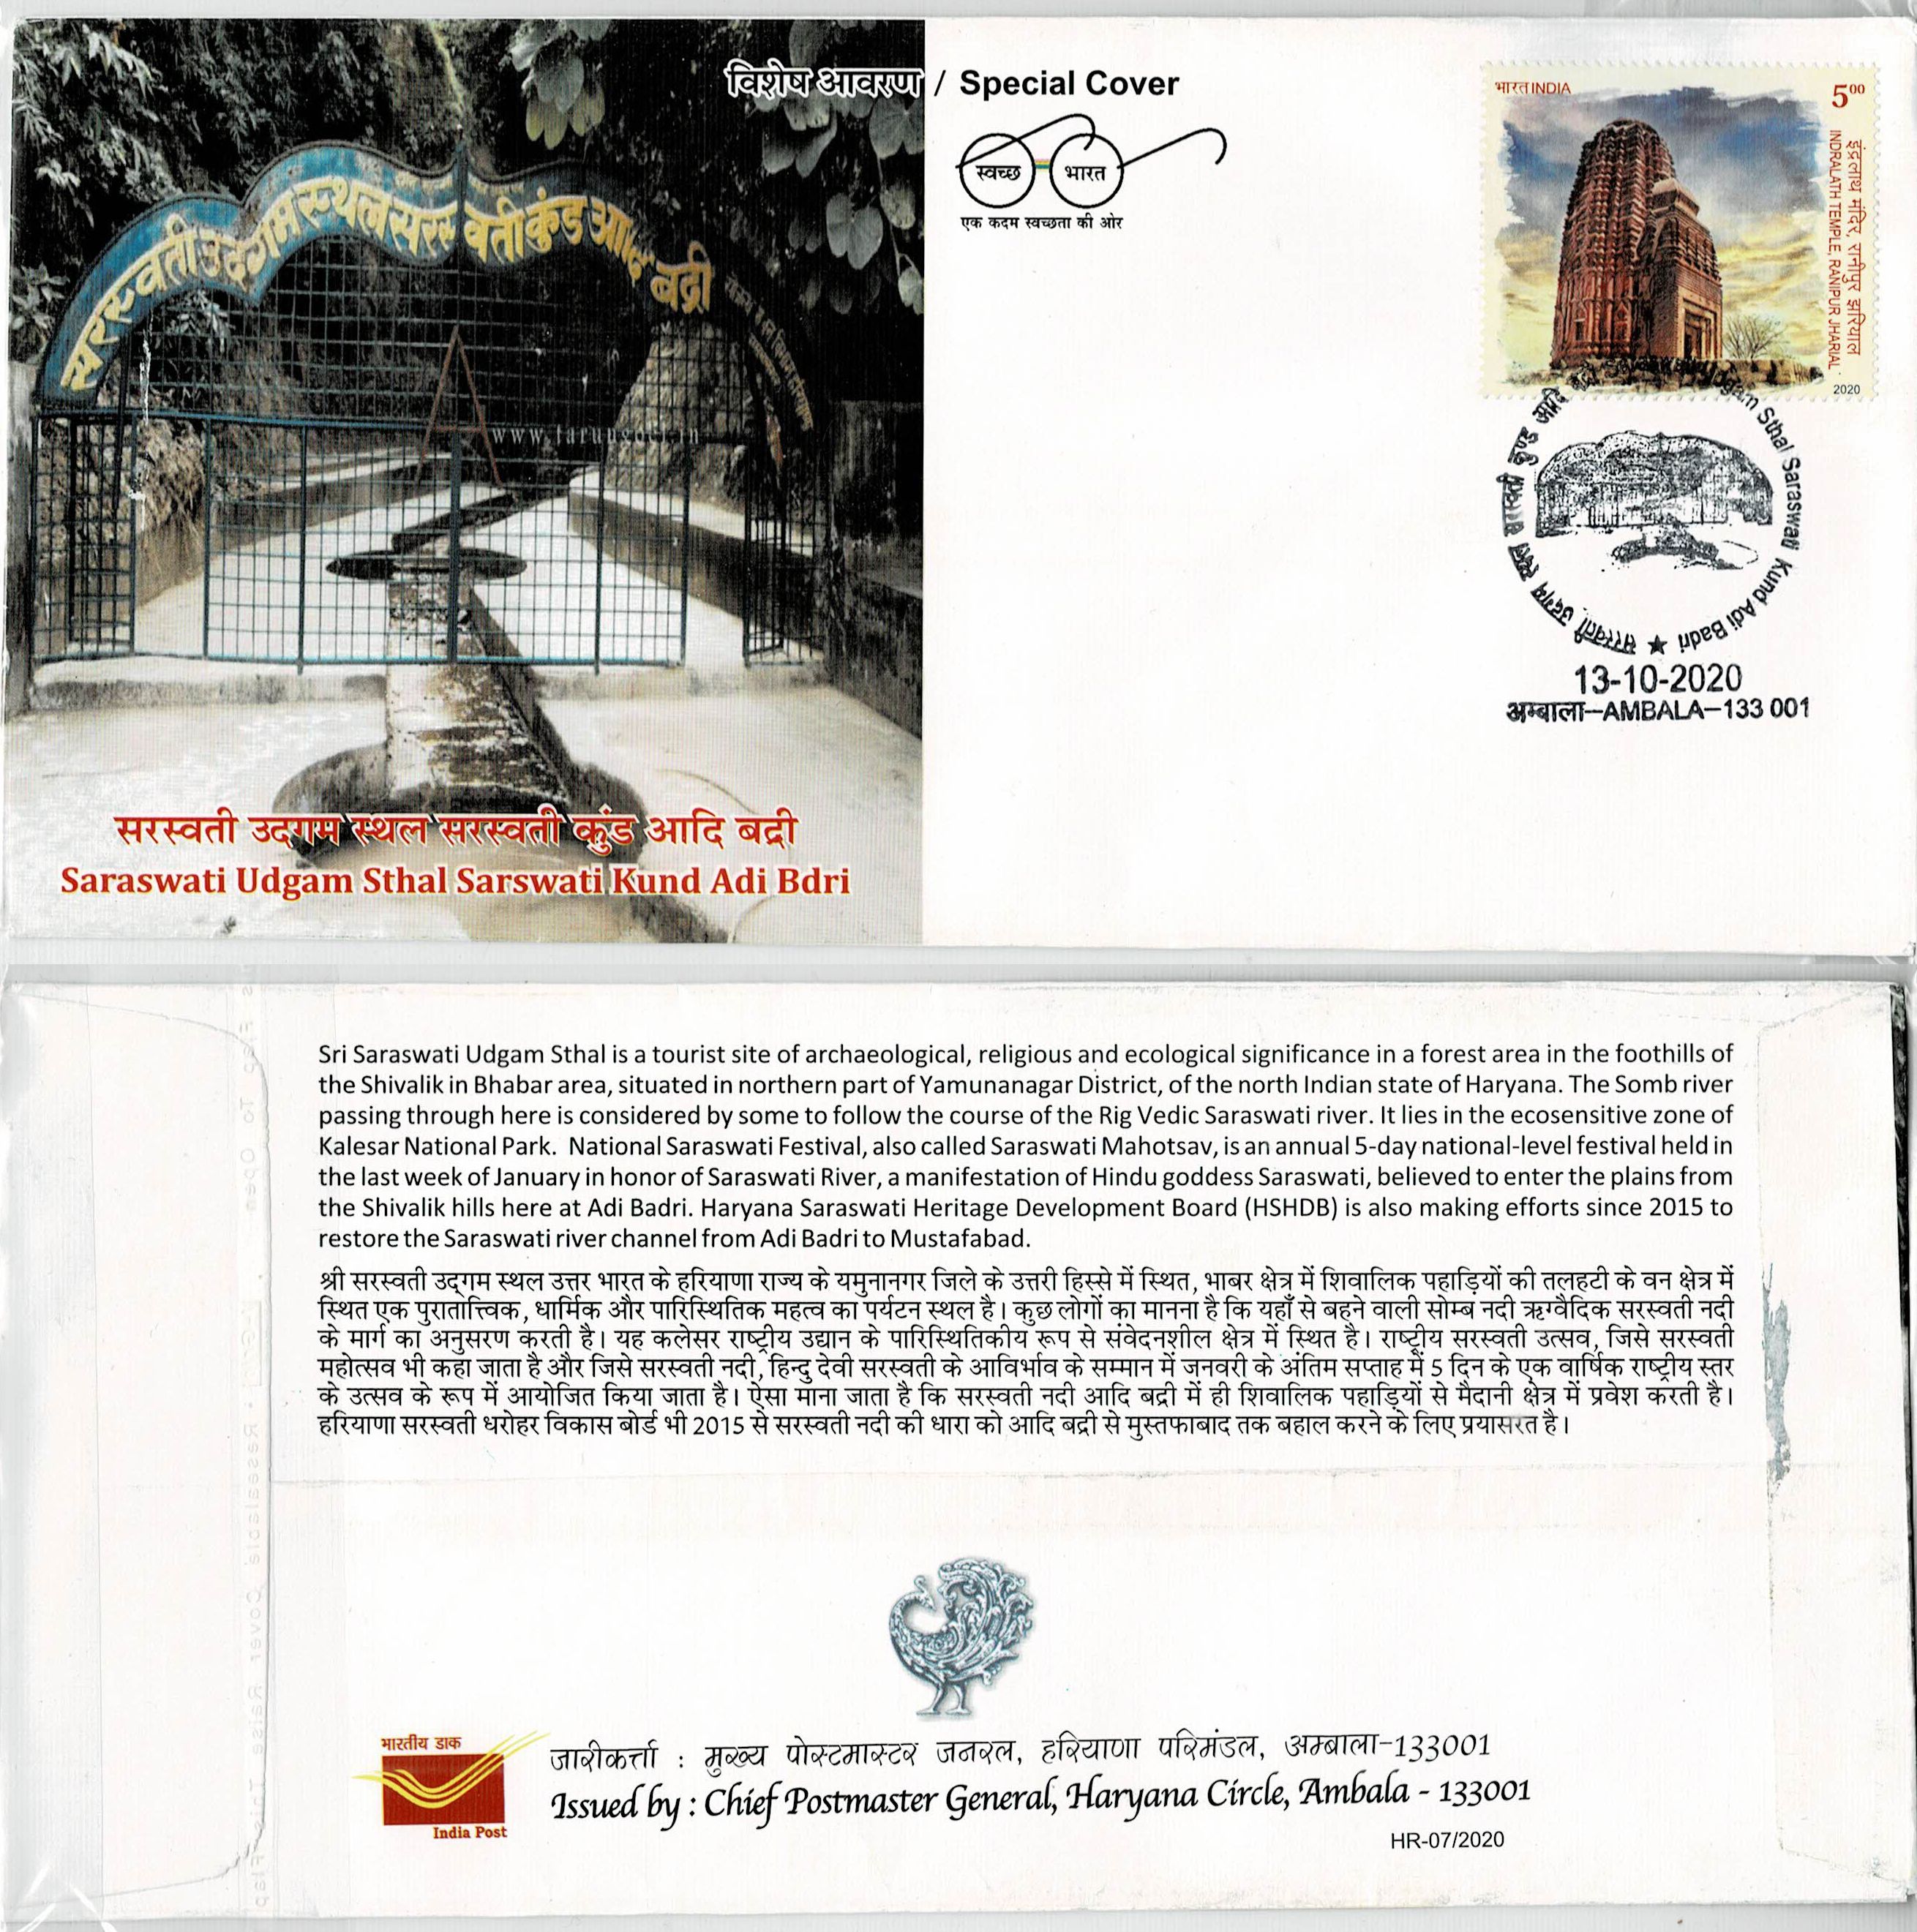 विशेष आवरण / Special Cover
स्वच्छ भारत
एक कदम स्वच्छता की ओर
भारत INDIA
500
इंद्रलाथ मंदिर, रानीपुर झरियाल
INDRALATH TEMPLE, RANIPUR JHARIAL
2020
सरस्वती उदगम स्थल सरस्वती कुंड आदि बद्री
www.tarungoel.in
सरस्वती उदगम स्थल सरस्वती कुण्ड
Udgam Sthal Saraswati Kund Adi Badri
13-10-2020
अम्बाला–AMBALA–133 001
सरस्वती उदगम स्थल सरस्वती कुंड आदि बद्री
Saraswati Udgam Sthal Sarswati Kund Adi Bdri
Sri Saraswati Udgam Sthal is a tourist site of archaeological, religious and ecological significance in a forest area in the foothills of
the Shivalik in Bhabar area, situated in northern part of Yamunanagar District, of the north Indian state of Haryana. The Somb river
passing through here is considered by some to follow the course of the Rig Vedic Saraswati river. It lies in the ecosensitive zone of
Kalesar National Park. National Saraswati Festival, also called Saraswati Mahotsav, is an annual 5-day national-level festival held in
the last week of January in honor of Saraswati River, a manifestation of Hindu goddess Saraswati, believed to enter the plains from
the Shivalik hills here at Adi Badri. Haryana Saraswati Heritage Development Board (HSHDB) is also making efforts since 2015 to
restore the Saraswati river channel from Adi Badri to Mustafabad.
श्री सरस्वती उद्गम स्थल उत्तर भारत के हरियाणा राज्य के यमुनानगर जिले के उत्तरी हिस्से में स्थित, भाबर क्षेत्र में शिवालिक पहाड़ियों की तलहटी के वन क्षेत्र में
स्थित एक पुरातात्त्विक, धार्मिक और पारिस्थितिक महत्व का पर्यटन स्थल है। कुछ लोगों का मानना है कि यहाँ से बहने वाली सोम्ब नदी ऋग्वैदिक सरस्वती नदी
के मार्ग का अनुसरण करती है। यह कलेसर राष्ट्रीय उद्यान के पारिस्थितिकीय रूप से संवेदनशील क्षेत्र में स्थित है। राष्ट्रीय सरस्वती उत्सव, जिसे सरस्वती
महोत्सव भी कहा जाता है और जिसे सरस्वती नदी, हिन्दु देवी सरस्वती के आविर्भाव के सम्मान में जनवरी के अंतिम सप्ताह में 5 दिन के एक वार्षिक राष्ट्रीय स्तर
के उत्सव के रूप में आयोजित किया जाता है। ऐसा माना जाता है कि सरस्वती नदी आदि बद्री में ही शिवालिक पहाड़ियों से मैदानी क्षेत्र में प्रवेश करती है।
हरियाणा सरस्वती धरोहर विकास बोर्ड भी 2015 से सरस्वती नदी की धारा को आदि बद्री से मुस्तफाबाद तक बहाल करने के लिए प्रयासरत है।
भारतीय डाक
India Post
जारीकर्त्ता : मुख्य पोस्टमास्टर जनरल, हरियाणा परिमंडल, अम्बाला-133001
Issued by : Chief Postmaster General, Haryana Circle, Ambala - 133001
HR-07/2020